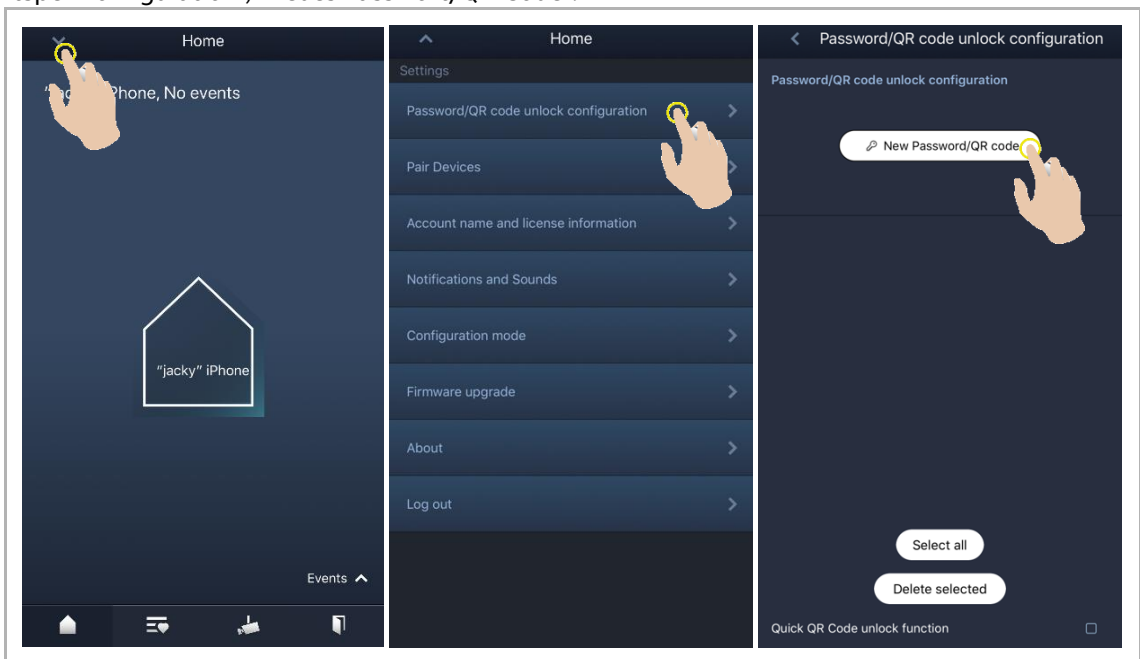 Home
Phone, No events
"jacky" iPhone
Events
Home
Settings
Password/QR code unlock configuration
Pair Devices
Account name and license information
Notifications and Sounds
Configuration mode
Firmware upgrade
About
Log out
Password/QR code unlock configuration
Password/QR code unlock configuration
New Password/QR code
Select all
Delete selected
Quick QR Code unlock function